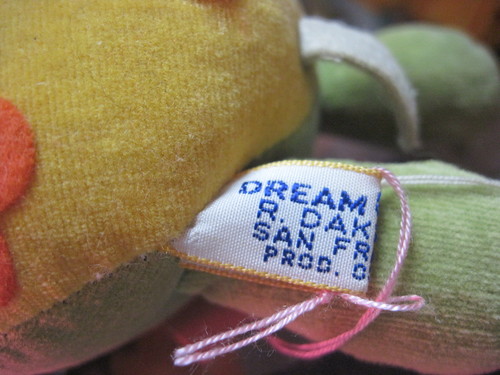 DREAM
R. DAK
SAN FR
PROD. O